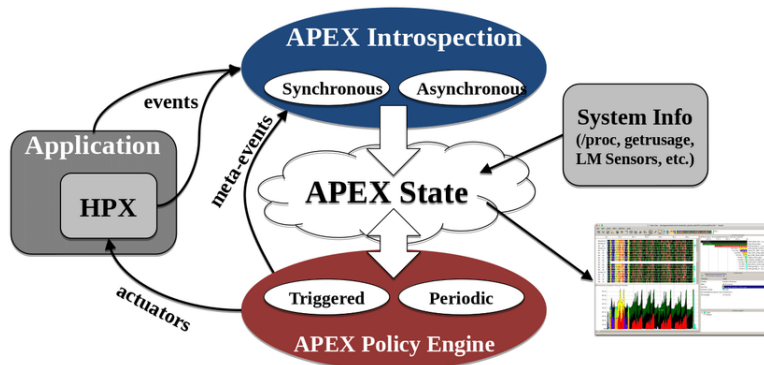 APEX Introspection
Synchronous
Asynchronous
events
Application
HPX
meta-events
System Info
(/proc, getrusage,
LM Sensors, etc.)
APEX State
actuators
Triggered
Periodic
APEX Policy Engine